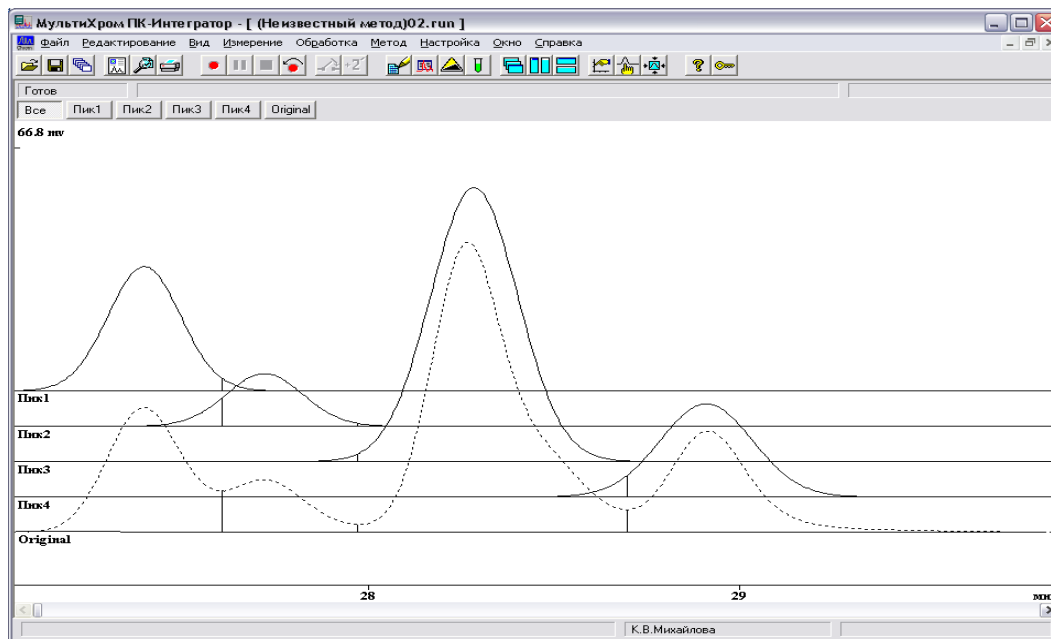 МультиХром ПК-Интегратор - [ (Неизвестный метод)02.run ]
Файл Редактирование Вид Измерение Обработка Метод Настройка Окно Справка
Готов
Все Пик1 Пик2 Пик3 Пик4 Original
66.8 mv
Пик1
Пик2
Пик3
Пик4
Original
28 29 мин
К.В.Михайлова